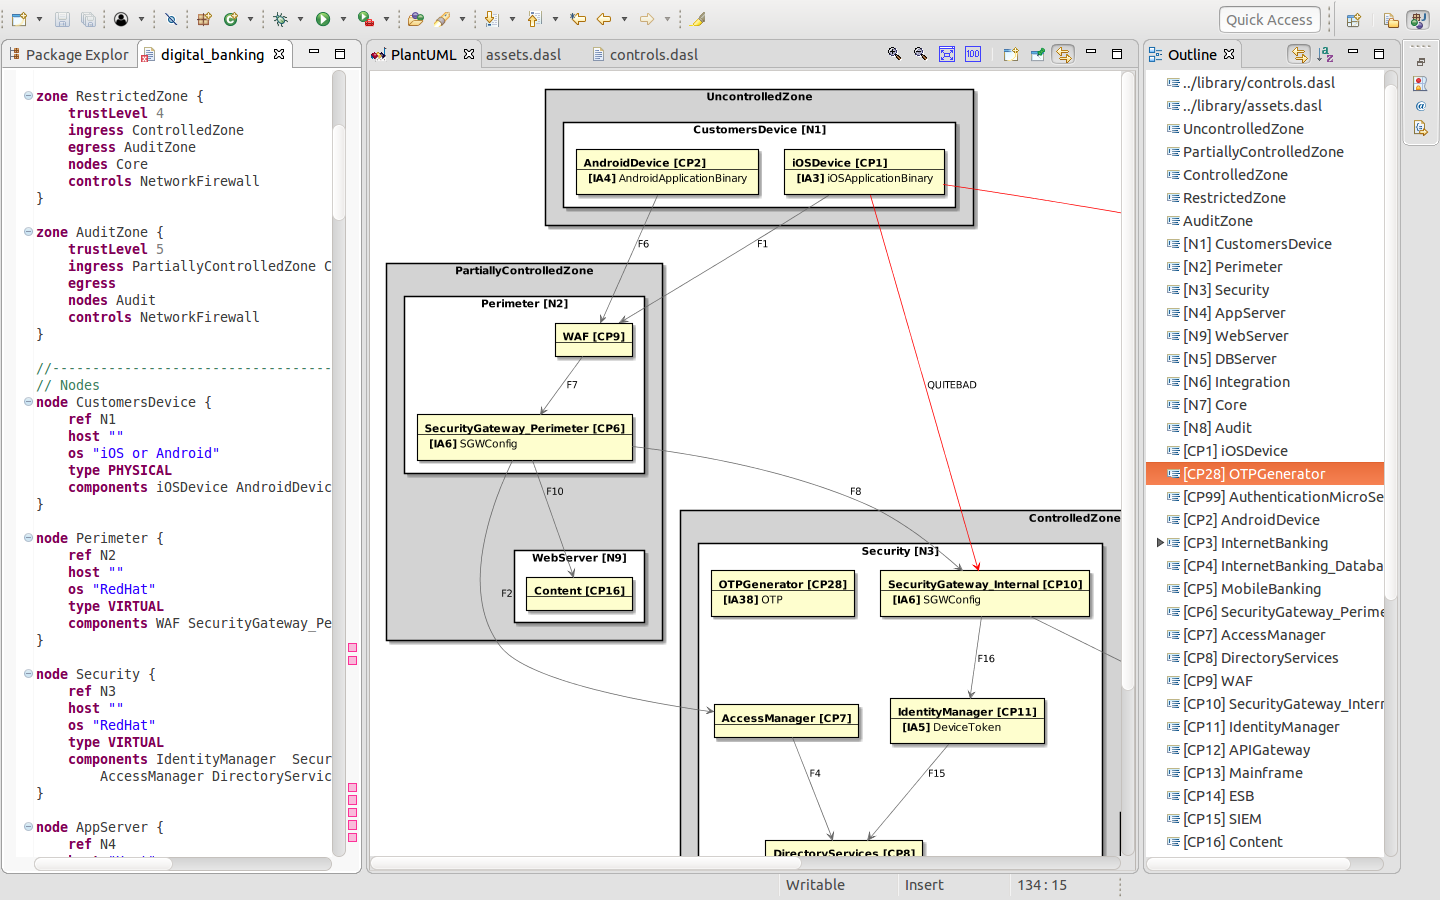 Quick Access
Package Explor
digital_banking
zone RestrictedZone {
trustLevel 4
ingress ControlledZone
egress AuditZone
nodes Core
controls NetworkFirewall
}
zone AuditZone {
trustLevel 5
ingress PartiallyControlledZone C
egress
nodes Audit
controls NetworkFirewall
}
//----------------------------------
// Nodes
node CustomersDevice {
ref N1
host ""
os "iOS or Android"
type PHYSICAL
components iOSDevice AndroidDevic
}
node Perimeter {
ref N2
host ""
os "RedHat"
type VIRTUAL
components WAF SecurityGateway_Pe
}
node Security {
ref N3
host ""
os "RedHat"
type VIRTUAL
components IdentityManager  Secur
AccessManager DirectoryServic
}
node AppServer {
ref N4
PlantUML
assets.dasl
controls.dasl
100
UncontrolledZone
CustomersDevice [N1]
AndroidDevice [CP2]
[IA4] AndroidApplicationBinary
iOSDevice [CP1]
[IA3] iOSApplicationBinary
F6
F1
PartiallyControlledZone
Perimeter [N2]
WAF [CP9]
F7
QUITEBAD
SecurityGateway_Perimeter [CP6]
[IA6] SGWConfig
F10
F8
ControlledZone
WebServer [N9]
Content [CP16]
F2
Security [N3]
OTPGenerator [CP28]
[IA38] OTP
SecurityGateway_Internal [CP10]
[IA6] SGWConfig
F16
AccessManager [CP7]
IdentityManager [CP11]
[IA5] DeviceToken
F4
F15
DirectoryServices [CP8]
Outline
../library/controls.dasl
../library/assets.dasl
UncontrolledZone
PartiallyControlledZone
ControlledZone
RestrictedZone
AuditZone
[N1] CustomersDevice
[N2] Perimeter
[N3] Security
[N4] AppServer
[N9] WebServer
[N5] DBServer
[N6] Integration
[N7] Core
[N8] Audit
[CP1] iOSDevice
[CP28] OTPGenerator
[CP99] AuthenticationMicroSe
[CP2] AndroidDevice
[CP3] InternetBanking
[CP4] InternetBanking_Databa
[CP5] MobileBanking
[CP6] SecurityGateway_Perime
[CP7] AccessManager
[CP8] DirectoryServices
[CP9] WAF
[CP10] SecurityGateway_Interr
[CP11] IdentityManager
[CP12] APIGateway
[CP13] Mainframe
[CP14] ESB
[CP15] SIEM
[CP16] Content
Writable
Insert
134 : 15